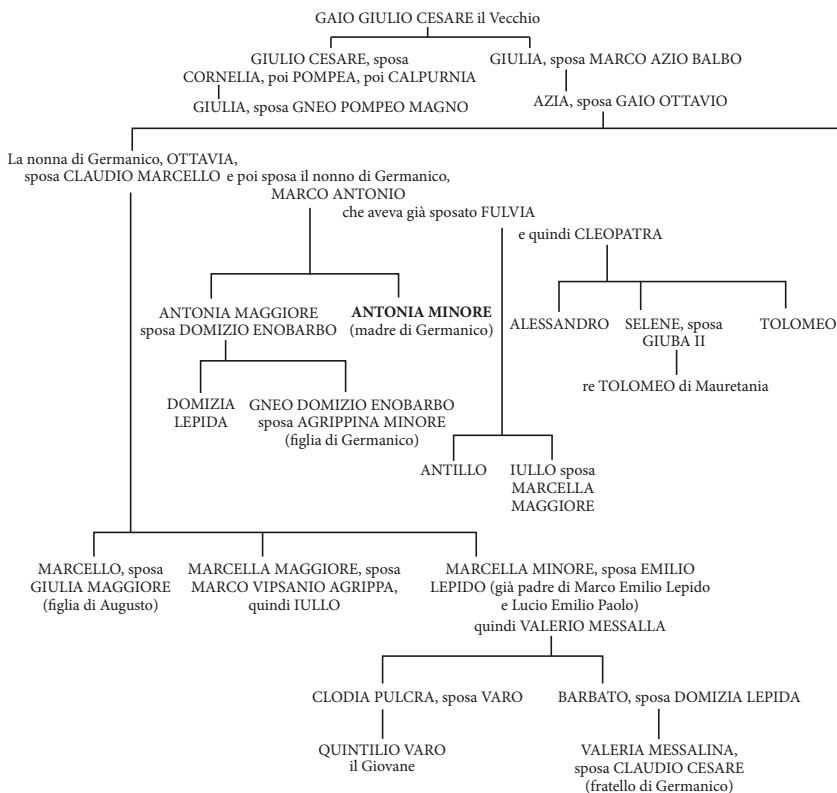 GAIO GIULIO CESARE il Vecchio
GIULIO CESARE, sposa
CORNELIA, poi POMPEA, poi CALPURNIA
GIULIA, sposa MARCO AZIO BALBO
GIULIA, sposa GNEO POMPEO MAGNO
AZIA, sposa GAIO OTTAVIO
La nonna di Germanico, OTTAVIA,
sposa CLAUDIO MARCELLO e poi sposa il nonno di Germanico,
MARCO ANTONIO
che aveva già sposato FULVIA
e quindi CLEOPATRA
ANTONIA MAGGIORE
sposa DOMIZIO ENOBARBO
ANTONIA MINORE
(madre di Germanico)
ALESSANDRO
SELENE, sposa
GIUBA II
TOLOMEO
re TOLOMEO di Mauretania
DOMIZIA
LEPIDA
GNEO DOMIZIO ENOBARBO
sposa AGRIPPINA MINORE
(figlia di Germanico)
ANTILLO
IULLO sposa
MARCELLA
MAGGIORE
MARCELLO, sposa
GIULIA MAGGIORE
(figlia di Augusto)
MARCELLA MAGGIORE, sposa
MARCO VIPSANIO AGRIPPA,
quindi IULLO
MARCELLA MINORE, sposa EMILIO
LEPIDO (già padre di Marco Emilio Lepido
e Lucio Emilio Paolo)
quindi VALERIO MESSALLA
CLODIA PULCRA, sposa VARO
BARBATO, sposa DOMIZIA LEPIDA
QUINTILIO VARO
il Giovane
VALERIA MESSALINA,
sposa CLAUDIO CESARE
(fratello di Germanico)